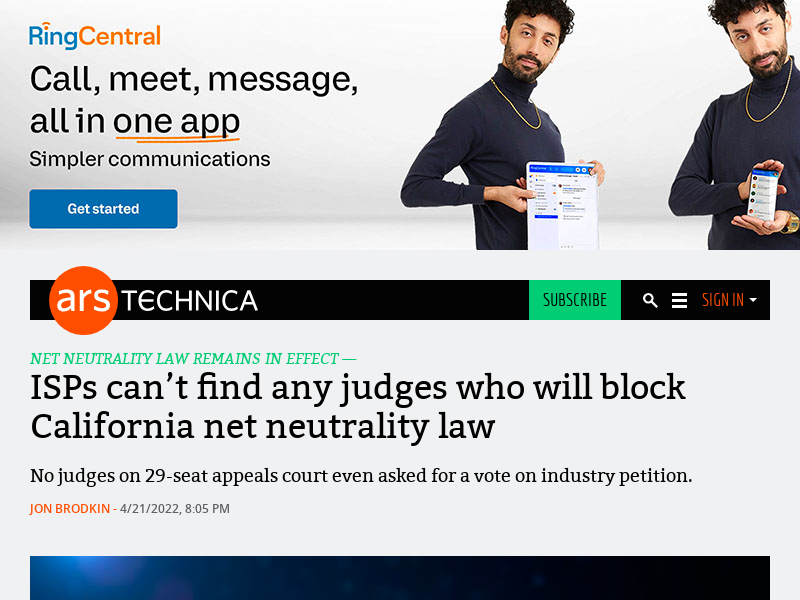 RingCentral
Call, meet, message,
all in one app
Simpler communications
Get started
ars TECHNICA
SUBSCRIBE
SIGN IN
NET NEUTRALITY LAW REMAINS IN EFFECT —
ISPs can’t find any judges who will block
California net neutrality law
No judges on 29-seat appeals court even asked for a vote on industry petition.
JON BRODKIN - 4/21/2022, 8:05 PM